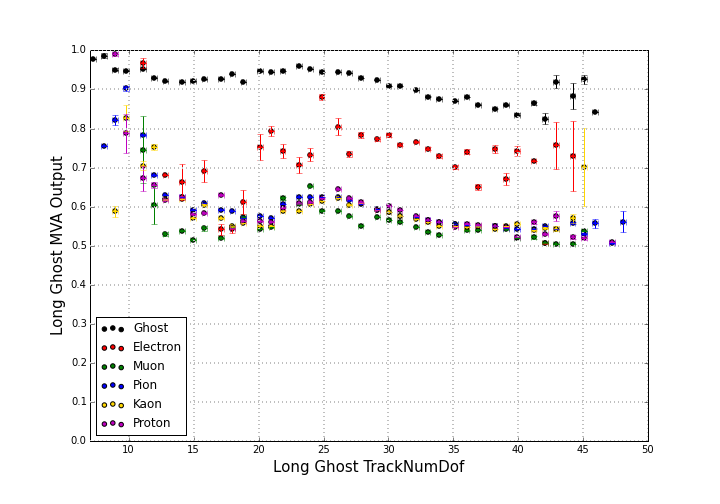 1.0
0.9
0.8
0.7
0.6
0.5
0.4
0.3
0.2
0.1
0.0
Long Ghost MVA Output
Ghost
Electron
Muon
Pion
Kaon
Proton
10 15 20 25 30 35 40 45 50
Long Ghost TrackNumDof